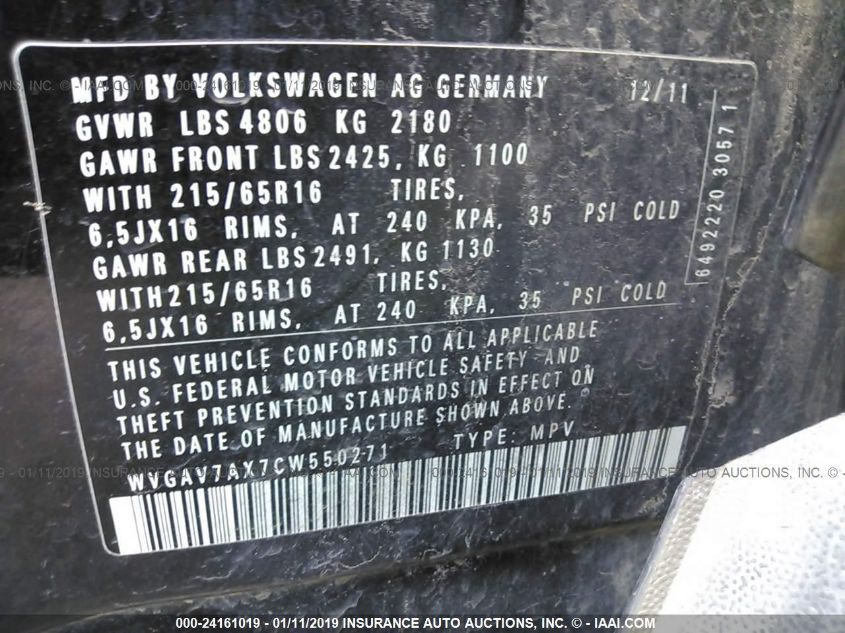 MFD BY VOLKSWAGEN AG GERMANY 12/11
GVWR LBS 4806 KG 2180
GAWR FRONT LBS 2425, KG 1100
WITH 215/65R16 TIRES,
6,5JX16 RIMS, AT 240 KPA, 35 PSI COLD
GAWR REAR LBS 2491, KG 1130
WITH 215/65R16 TIRES,
6,5JX16 RIMS, AT 240 KPA, 35 PSI COLD
6492220 3057 1
THIS VEHICLE CONFORMS TO ALL APPLICABLE
U.S. FEDERAL MOTOR VEHICLE SAFETY AND
THEFT PREVENTION STANDARDS IN EFFECT ON
THE DATE OF MANUFACTURE SHOWN ABOVE.
TYPE: MPV
000-24161019 - 01/11/2019 INSURANCE AUTO AUCTIONS, INC. - © - IAAI.COM